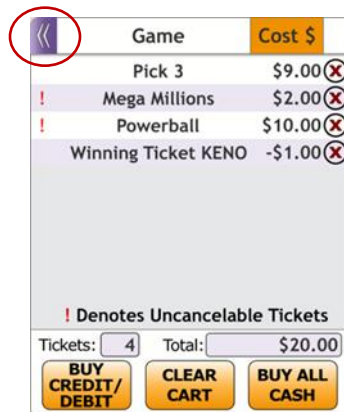 Game Cost $
Pick 3 $9.00
! Mega Millions $2.00
! Powerball $10.00
Winning Ticket KENO -$1.00
! Denotes Uncancelable Tickets
Tickets: 4 Total: $20.00
BUY CREDIT/ DEBIT
CLEAR CART
BUY ALL CASH